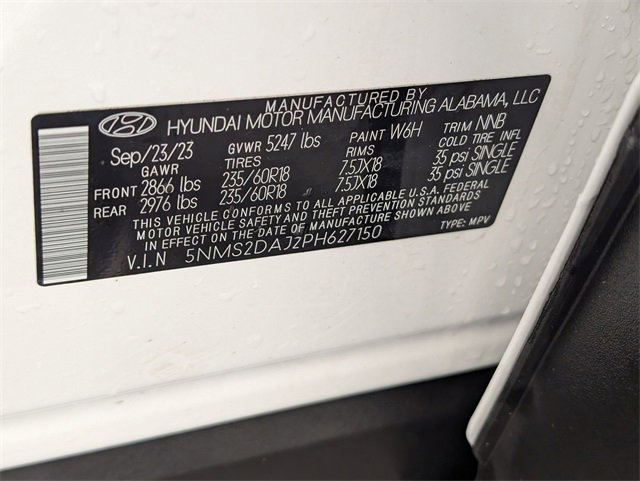 MANUFACTURED BY
HYUNDAI MOTOR MANUFACTURING ALABAMA, LLC
Sep/23/23 GVWR 5247 lbs PAINT W6H TRIM NNB
GAWR TIRES RIMS COLD TIRE INFL
FRONT 2866 lbs 235/60R18 7.5JX18 35 psi SINGLE
REAR 2976 lbs 235/60R18 7.5JX18 35 psi SINGLE
THIS VEHICLE CONFORMS TO ALL APPLICABLE U.S.A. FEDERAL
MOTOR VEHICLE SAFETY AND THEFT PREVENTION STANDARDS
IN EFFECT ON THE DATE OF MANUFACTURE SHOWN ABOVE
V.I.N 5NMS2DAJ2PH627150 TYPE: MPV